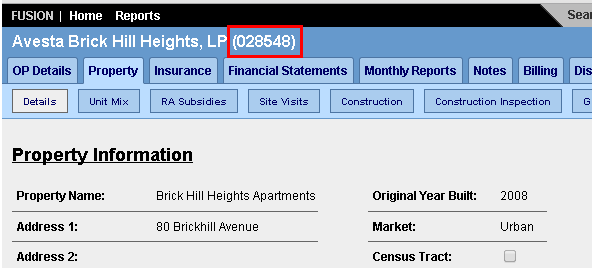 FUSION | Home Reports Sear
Avesta Brick Hill Heights, LP (028548)
OP Details Property Insurance Financial Statements Monthly Reports Notes Billing Dis
Details Unit Mix RA Subsidies Site Visits Construction Construction Inspection G
Property Information
Property Name: Brick Hill Heights Apartments Original Year Built: 2008
Address 1: 80 Brickhill Avenue Market: Urban
Address 2: Census Tract: